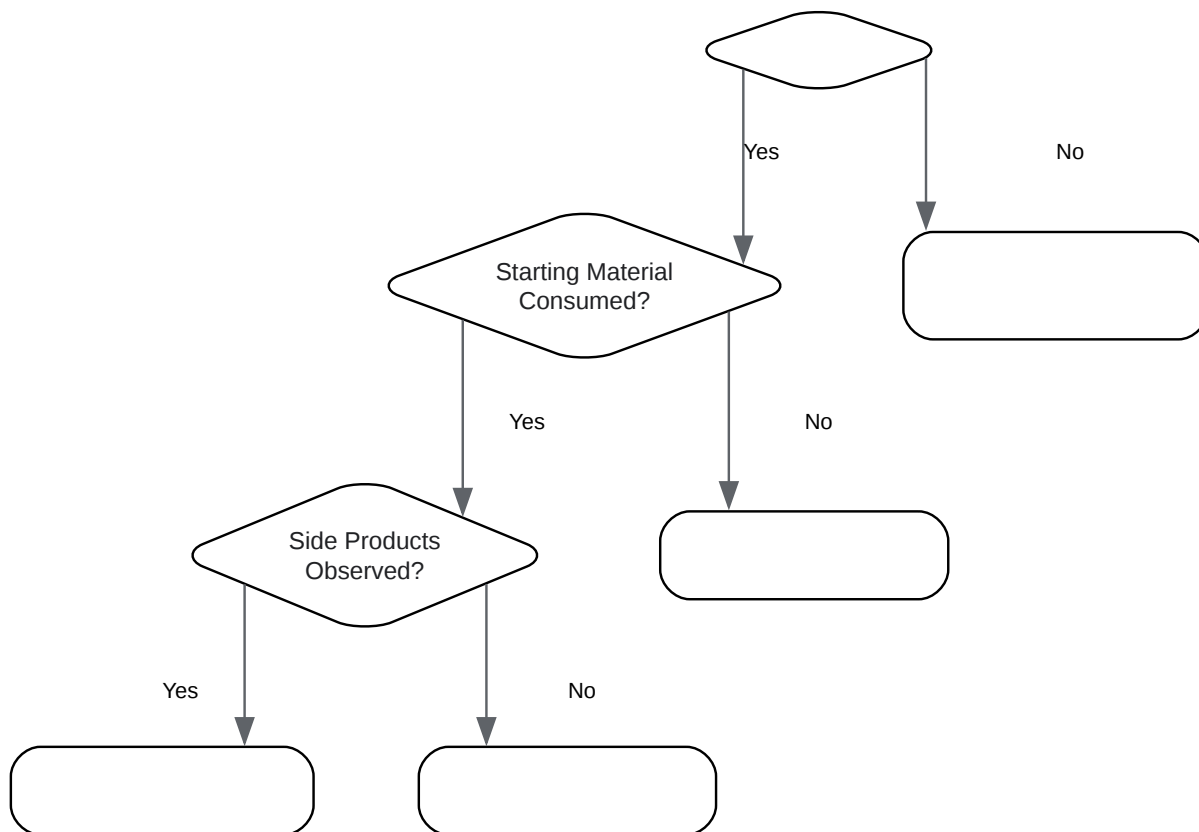 Yes
No
Starting Material
Consumed?
Yes
No
Side Products
Observed?
Yes
No